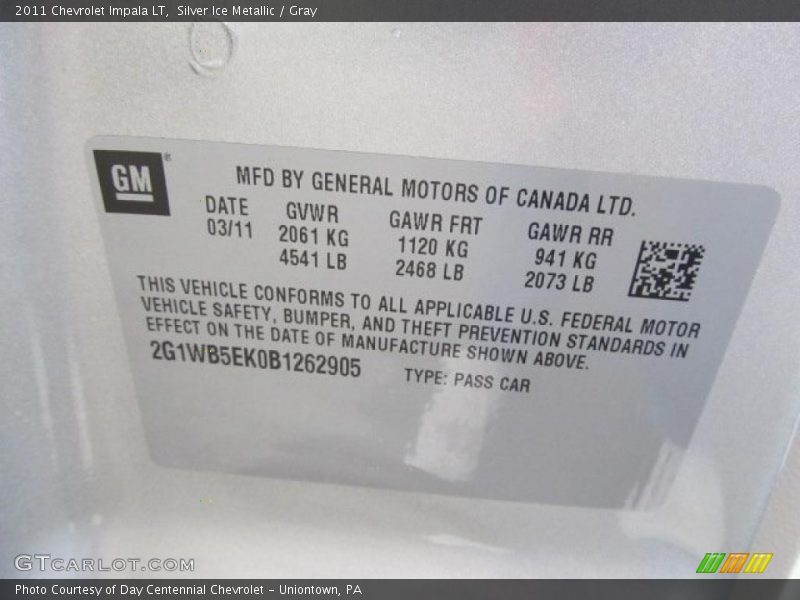 2011 Chevrolet Impala LT, Silver Ice Metallic / Gray
GM®
MFD BY GENERAL MOTORS OF CANADA LTD.
DATE GVWR GAWR FRT GAWR RR
03/11 2061 KG 1120 KG 941 KG
4541 LB 2468 LB 2073 LB
THIS VEHICLE CONFORMS TO ALL APPLICABLE U.S. FEDERAL MOTOR
VEHICLE SAFETY, BUMPER, AND THEFT PREVENTION STANDARDS IN
EFFECT ON THE DATE OF MANUFACTURE SHOWN ABOVE.
2G1WB5EK0B1262905 TYPE: PASS CAR
GTCARLOT.COM
Photo Courtesy of Day Centennial Chevrolet – Uniontown, PA